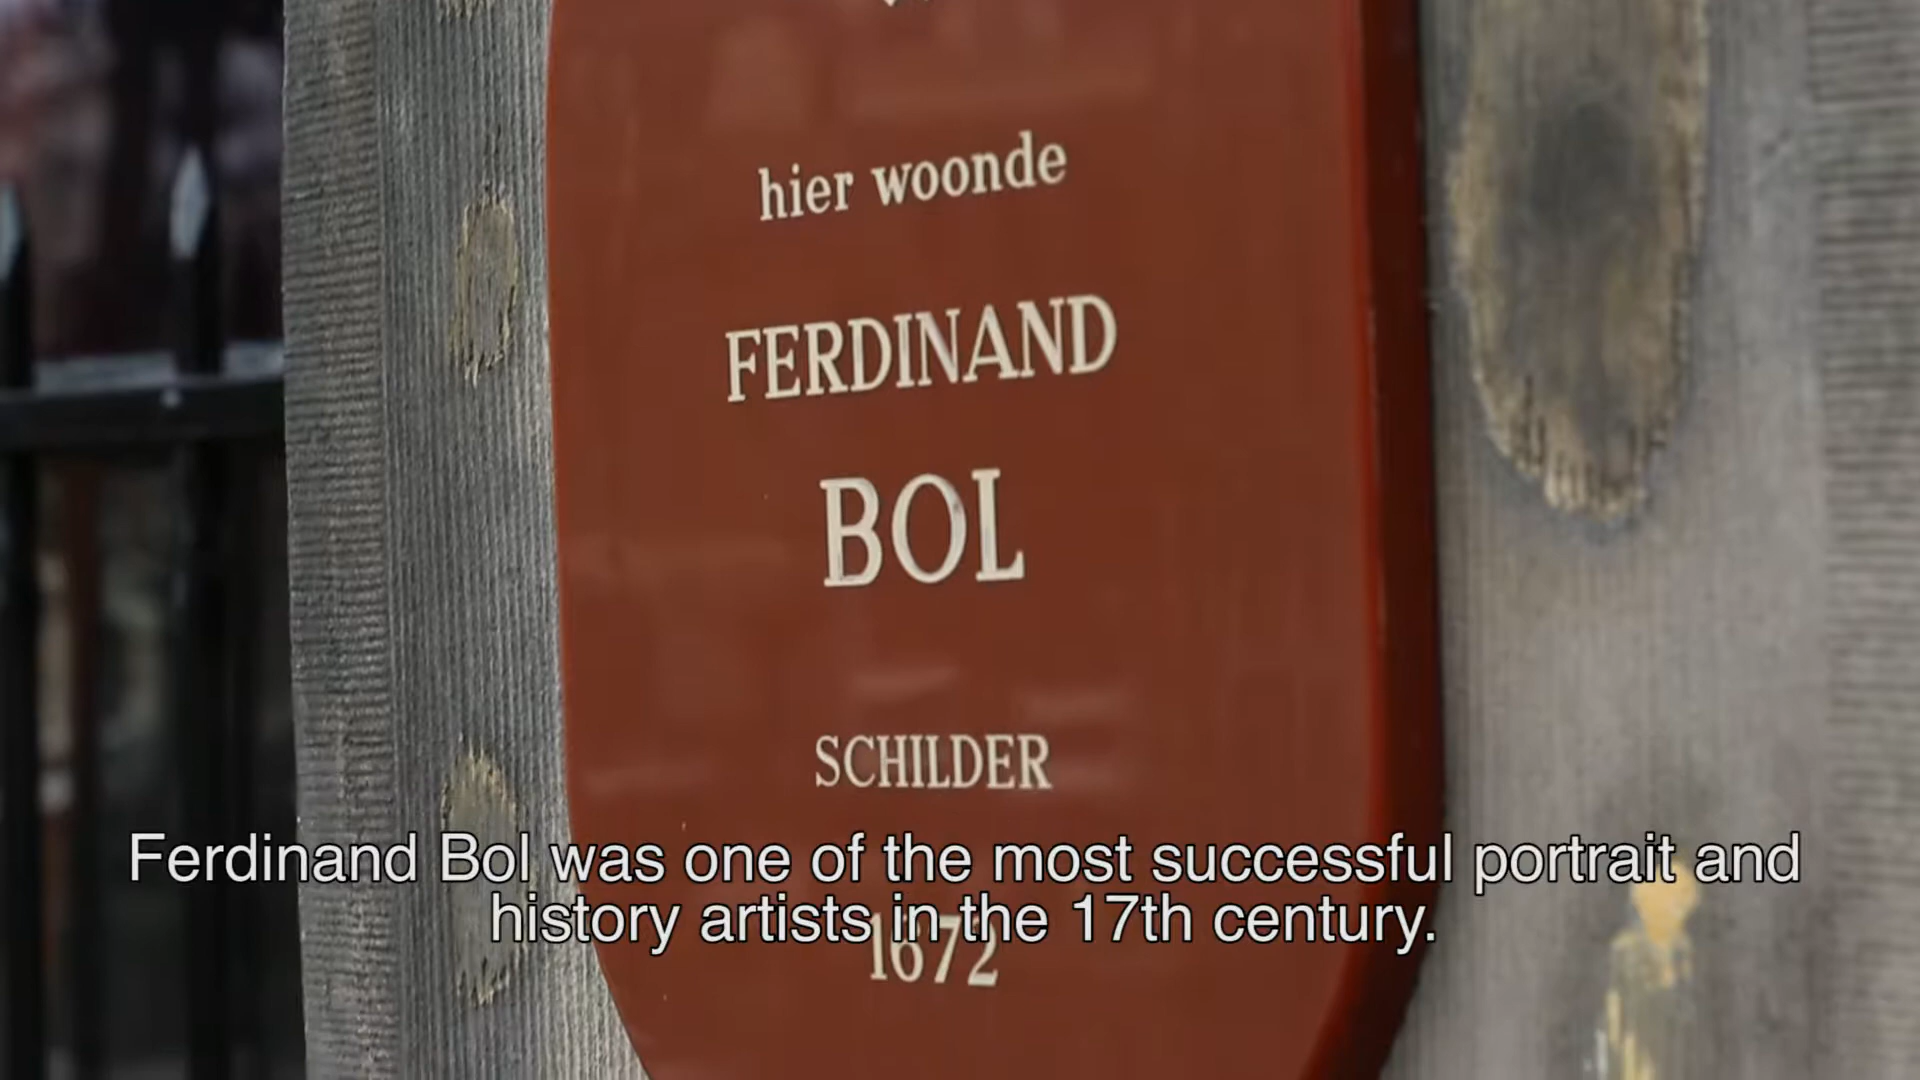 hier woonde
FERDINAND
BOL
SCHILDER
Ferdinand Bol was one of the most successful portrait and
history artists in the 17th century.
1672